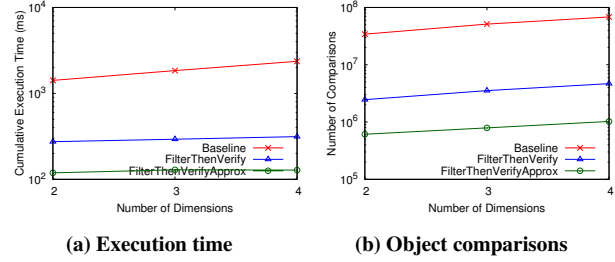 Cumulative Execution Time (ms)
10^4
10^3
10^2
Baseline
FilterThenVerify
FilterThenVerifyApprox
2 3 4
Number of Dimensions
(a) Execution time
Number of Comparisons
10^8
10^7
10^6
10^5
Baseline
FilterThenVerify
FilterThenVerifyApprox
2 3 4
Number of Dimensions
(b) Object comparisons